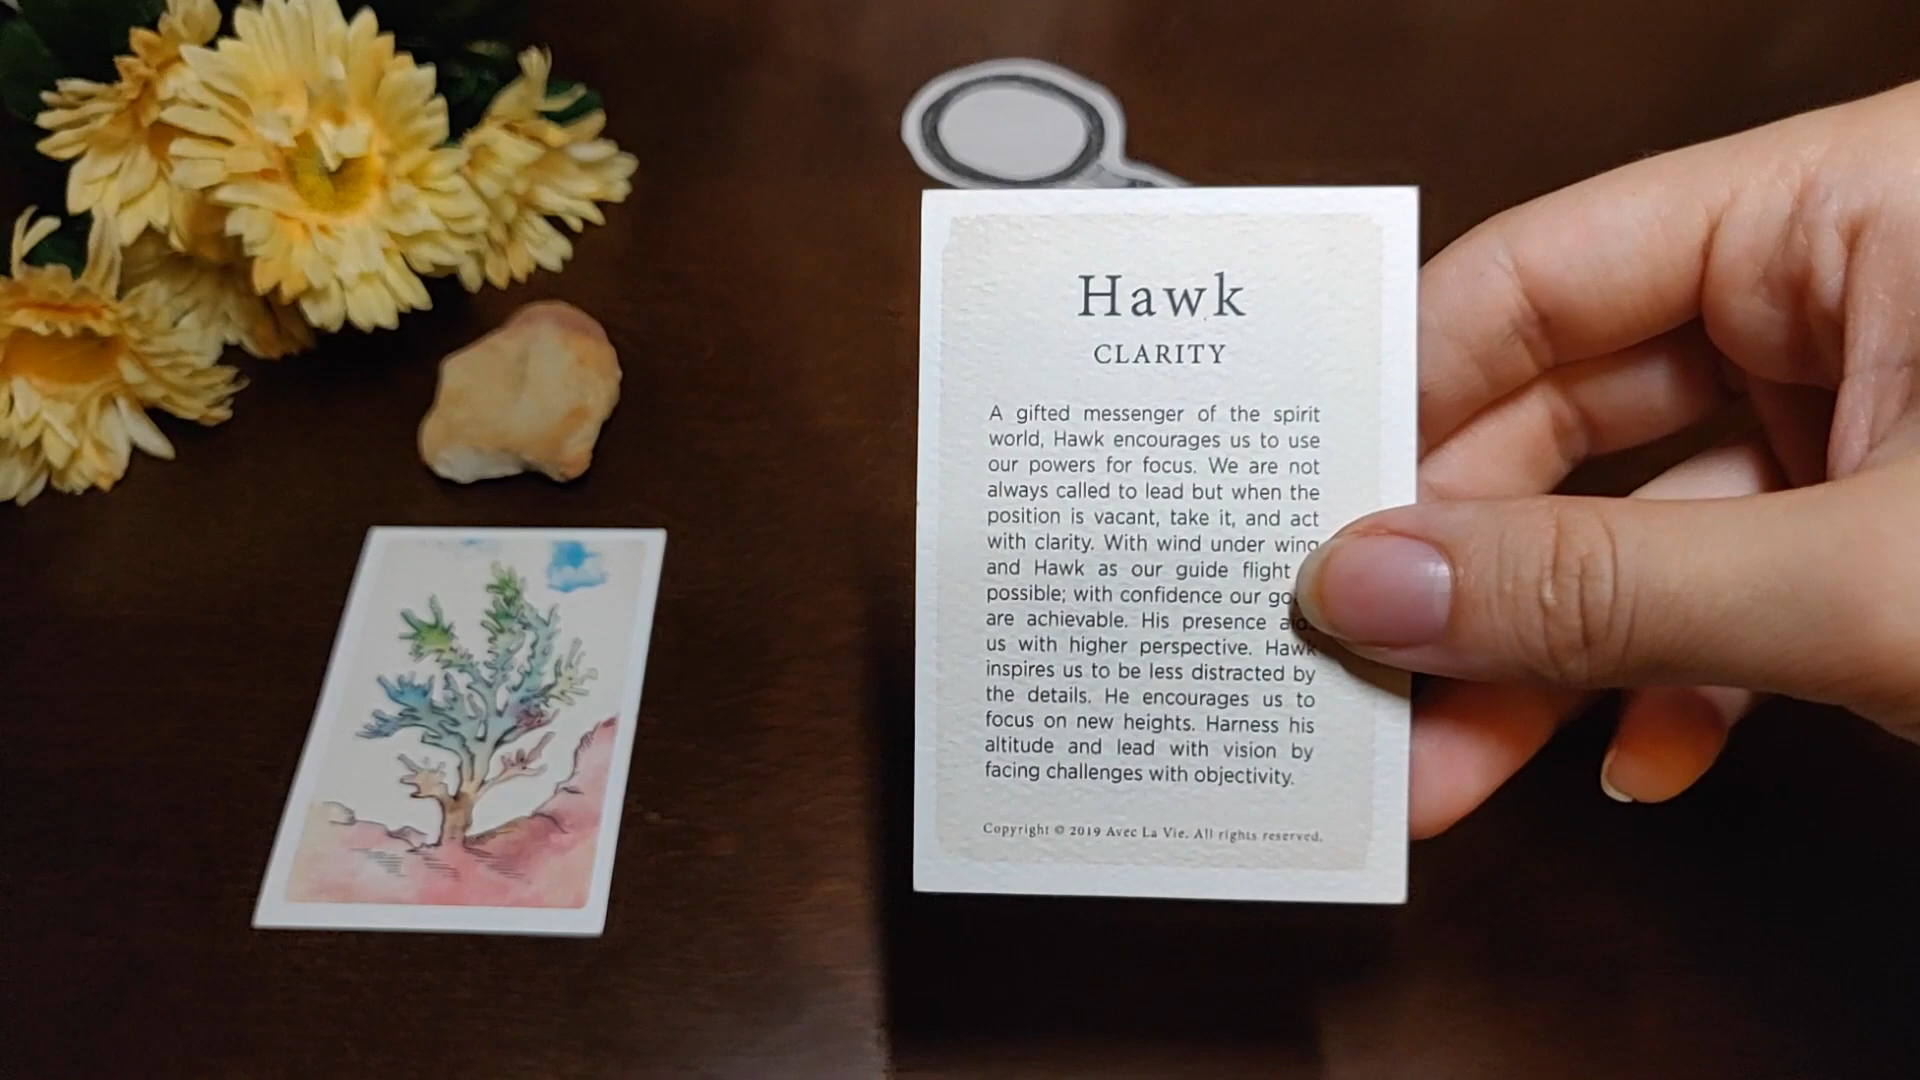 Hawk
CLARITY
A gifted messenger of the spirit
world, Hawk encourages us to use
our powers for focus. We are not
always called to lead but when the
position is vacant, take it, and act
with clarity. With wind under wing
and Hawk as our guide flight
possible; with confidence our
are achievable. His presence
us with higher perspective. Hawk
inspires us to be less distracted by
the details. He encourages us to
focus on new heights. Harness his
altitude and lead with vision by
facing challenges with objectivity.
Copyright © 2019 Avec La Vie. All rights reserved.